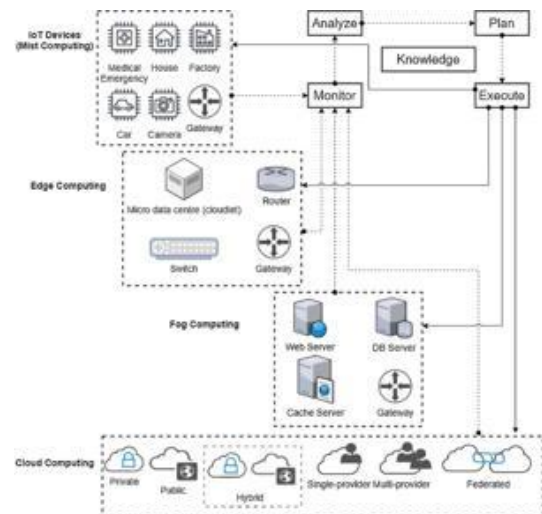 IoT Devices
(Mist Computing)
Medical
Emergency
House
Factory
Car
Camera
Gateway
Analyze
Plan
Knowledge
Monitor
Execute
Edge Computing
Micro data centre (cloudlet)
Router
Switch
Gateway
Fog Computing
Web Server
DB Server
Cache Server
Gateway
Cloud Computing
Private
Public
Hybrid
Single-provider
Multi-provider
Federated